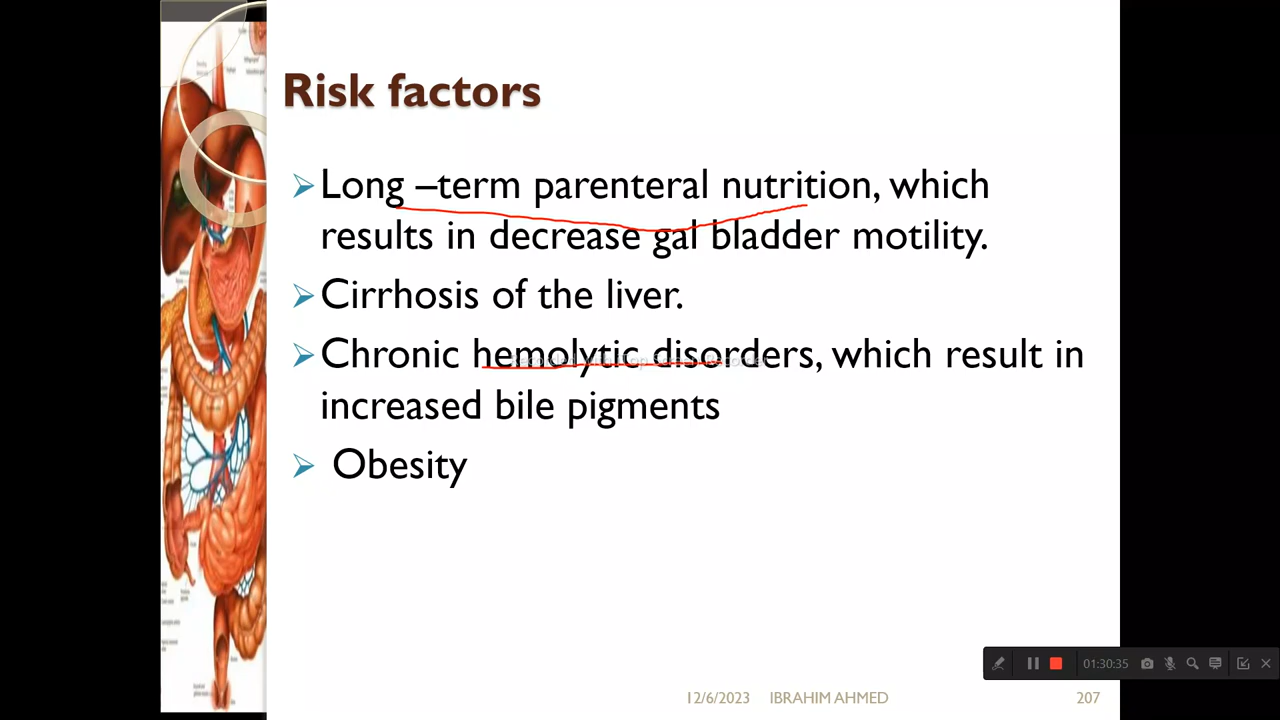 Risk factors
Long –term parenteral nutrition, which
results in decrease gal bladder motility.
Cirrhosis of the liver.
Chronic hemolytic disorders, which result in
increased bile pigments
Obesity
01:30:35
12/6/2023 IBRAHIM AHMED 207